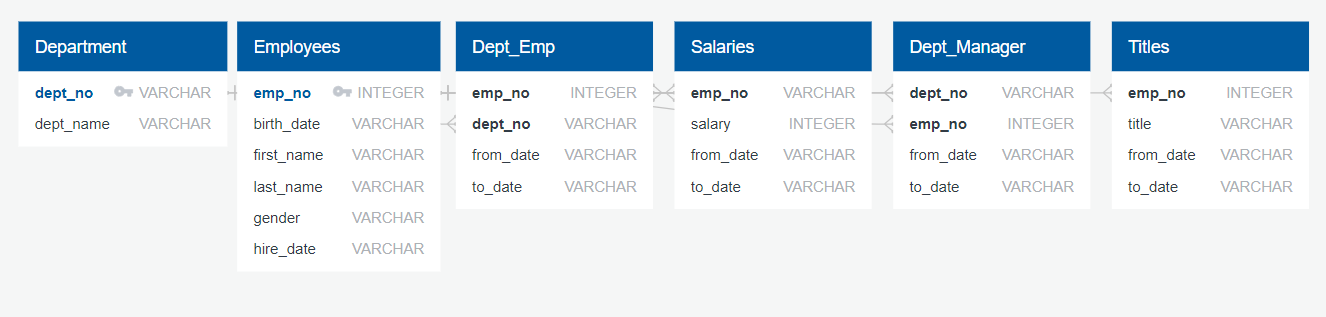 Department
dept_no VARCHAR
dept_name VARCHAR
Employees
emp_no INTEGER
birth_date VARCHAR
first_name VARCHAR
last_name VARCHAR
gender VARCHAR
hire_date VARCHAR
Dept_Emp
emp_no INTEGER
dept_no VARCHAR
from_date VARCHAR
to_date VARCHAR
Salaries
emp_no VARCHAR
salary INTEGER
from_date VARCHAR
to_date VARCHAR
Dept_Manager
dept_no VARCHAR
emp_no INTEGER
from_date VARCHAR
to_date VARCHAR
Titles
emp_no INTEGER
title VARCHAR
from_date VARCHAR
to_date VARCHAR